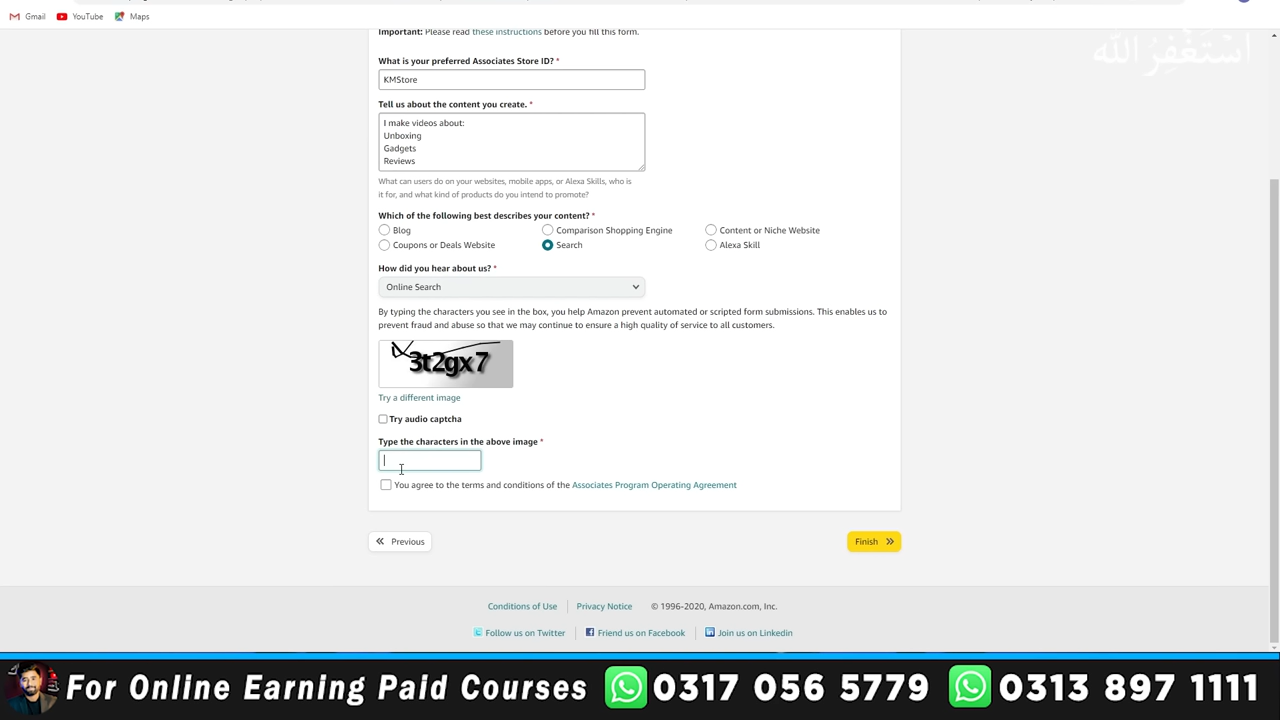 Gmail YouTube Maps
أستغفر الله
Important: Please read these instructions before you fill this form.
What is your preferred Associates Store ID? *
KMStore
Tell us about the content you create. *
I make videos about:
Unboxing
Gadgets
Reviews
What can users do on your websites, mobile apps, or Alexa Skills, who is
it for, and what kind of products do you intend to promote?
Which of the following best describes your content? *
Blog Comparison Shopping Engine Content or Niche Website
Coupons or Deals Website Search Alexa Skill
How did you hear about us? *
Online Search
By typing the characters you see in the box, you help Amazon prevent automated or scripted form submissions. This enables us to
prevent fraud and abuse so that we may continue to ensure a high quality of service to all customers.
3t2gx7
Try a different image
Try audio captcha
Type the characters in the above image *
You agree to the terms and conditions of the Associates Program Operating Agreement
Previous Finish
Conditions of Use Privacy Notice © 1996-2020, Amazon.com, Inc.
Follow us on Twitter Friend us on Facebook Join us on Linkedin
For Online Earning Paid Courses 0317 056 5779 0313 897 1111